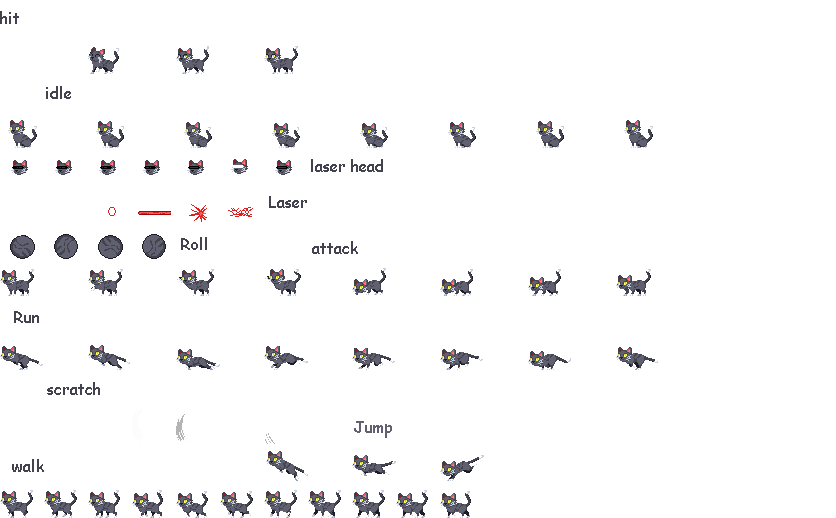 hit
idle
laser head
Laser
Roll
attack
Run
scratch
Jump
walk